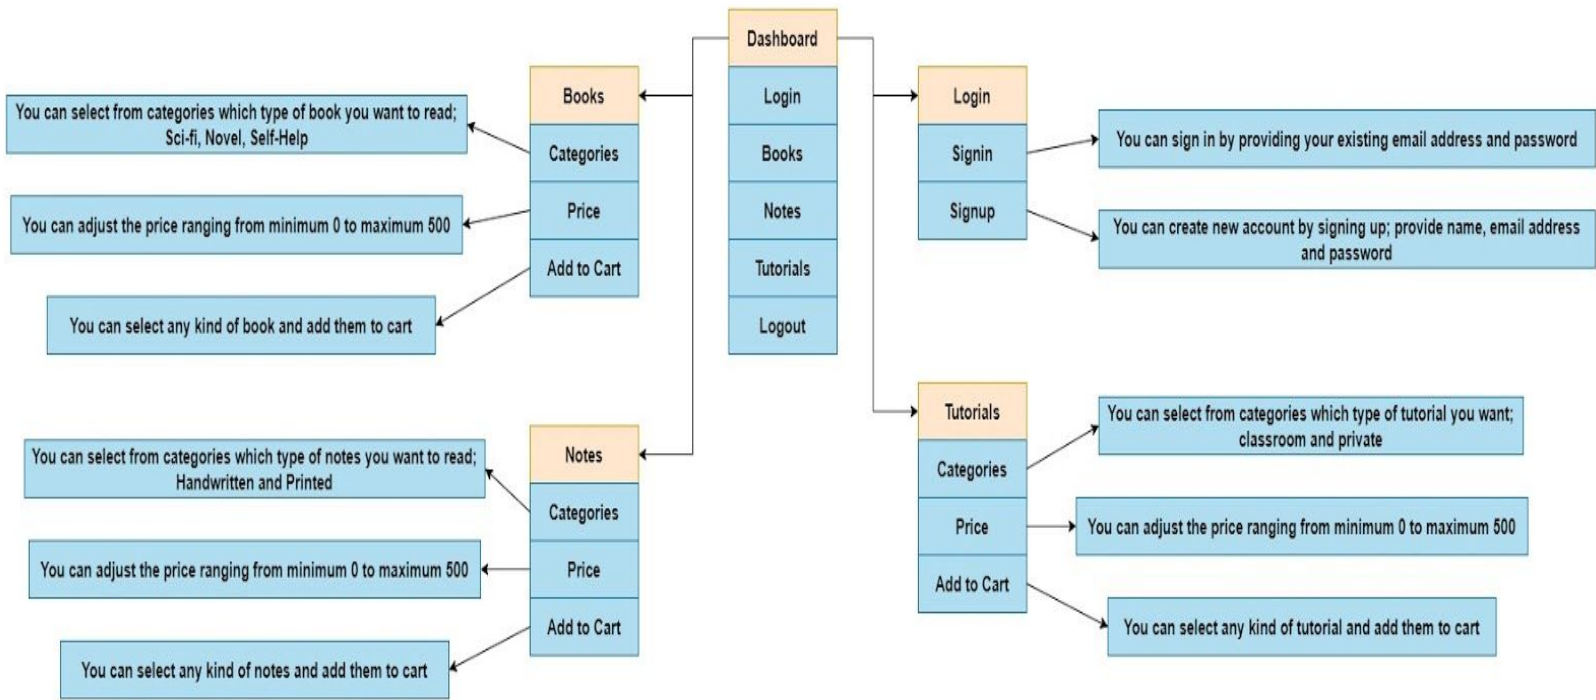 Dashboard
Login
Books
Notes
Tutorials
Logout
Books
Categories
Price
Add to Cart
You can select from categories which type of book you want to read;
Sci-fi, Novel, Self-Help
You can adjust the price ranging from minimum 0 to maximum 500
You can select any kind of book and add them to cart
Login
Signin
Signup
You can sign in by providing your existing email address and password
You can create new account by signing up; provide name, email address
and password
Notes
Categories
Price
Add to Cart
You can select from categories which type of notes you want to read;
Handwritten and Printed
You can adjust the price ranging from minimum 0 to maximum 500
You can select any kind of notes and add them to cart
Tutorials
Categories
Price
Add to Cart
You can select from categories which type of tutorial you want;
classroom and private
You can adjust the price ranging from minimum 0 to maximum 500
You can select any kind of tutorial and add them to cart